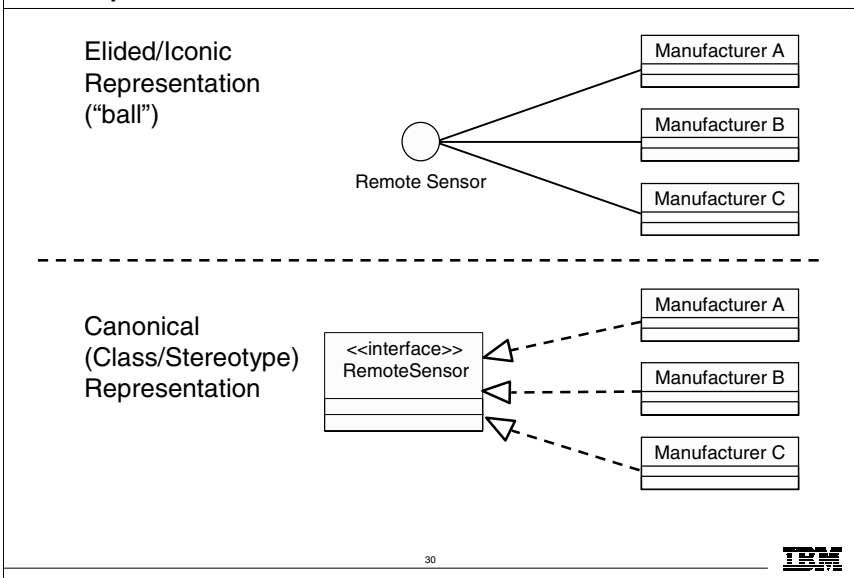 Elided/Iconic
Representation
(“ball”)
Manufacturer A
Manufacturer B
Remote Sensor
Manufacturer C
Canonical
(Class/Stereotype)
Representation
<<interface>>
RemoteSensor
Manufacturer A
Manufacturer B
Manufacturer C
30
IBM